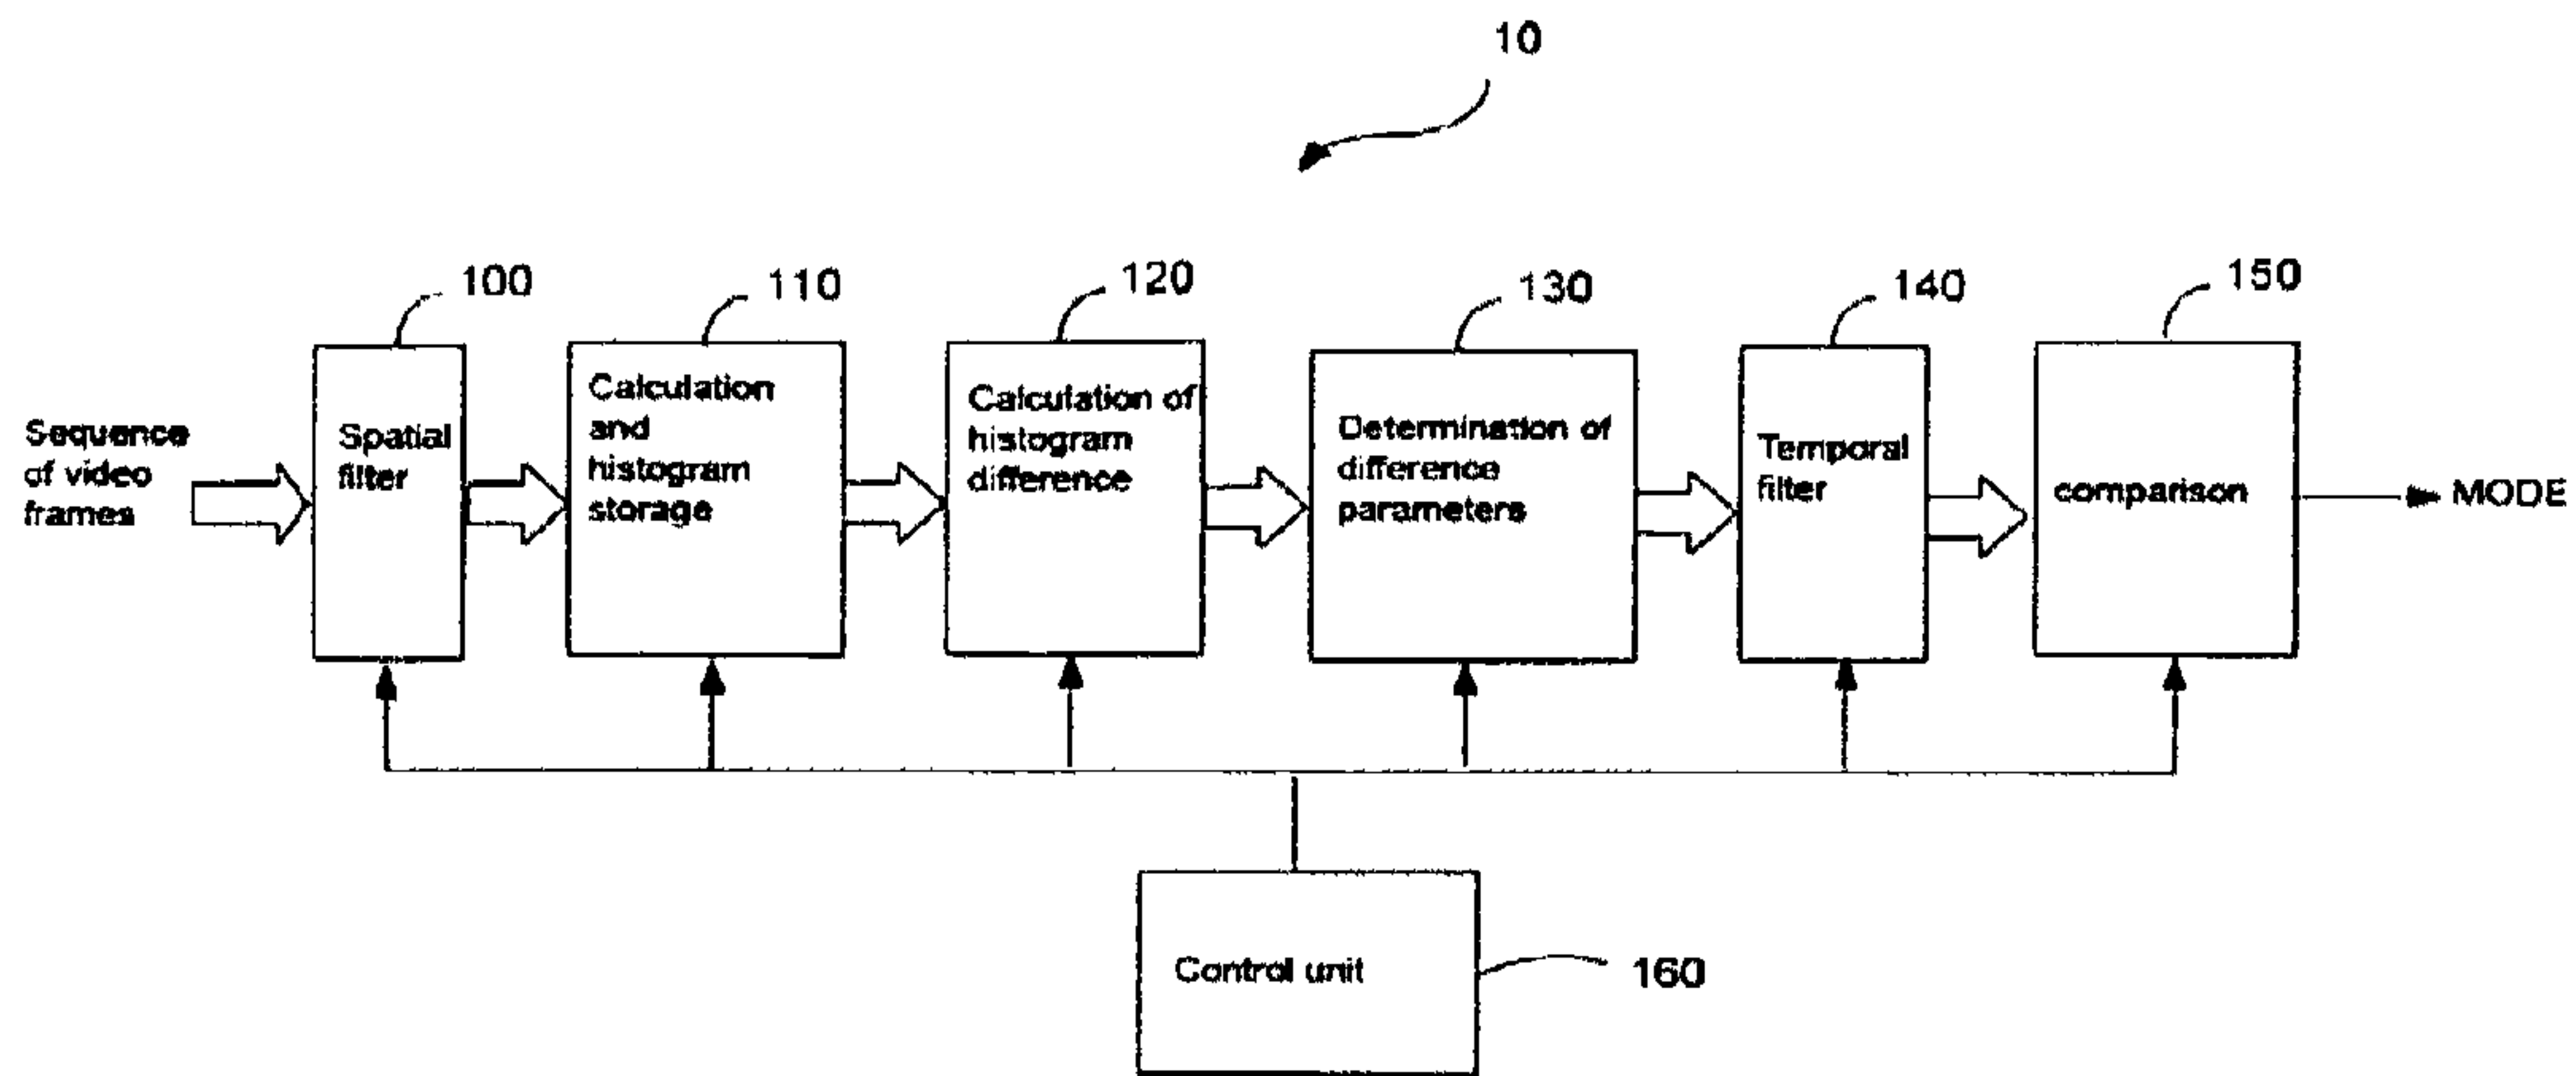 10
100
110
120
130
140
150
Sequence
of video
frames
Spatial
filter
Calculation
and
histogram
storage
Calculation of
histogram
difference
Determination of
difference
parameters
Temporal
filter
comparison
MODE
Control unit
160